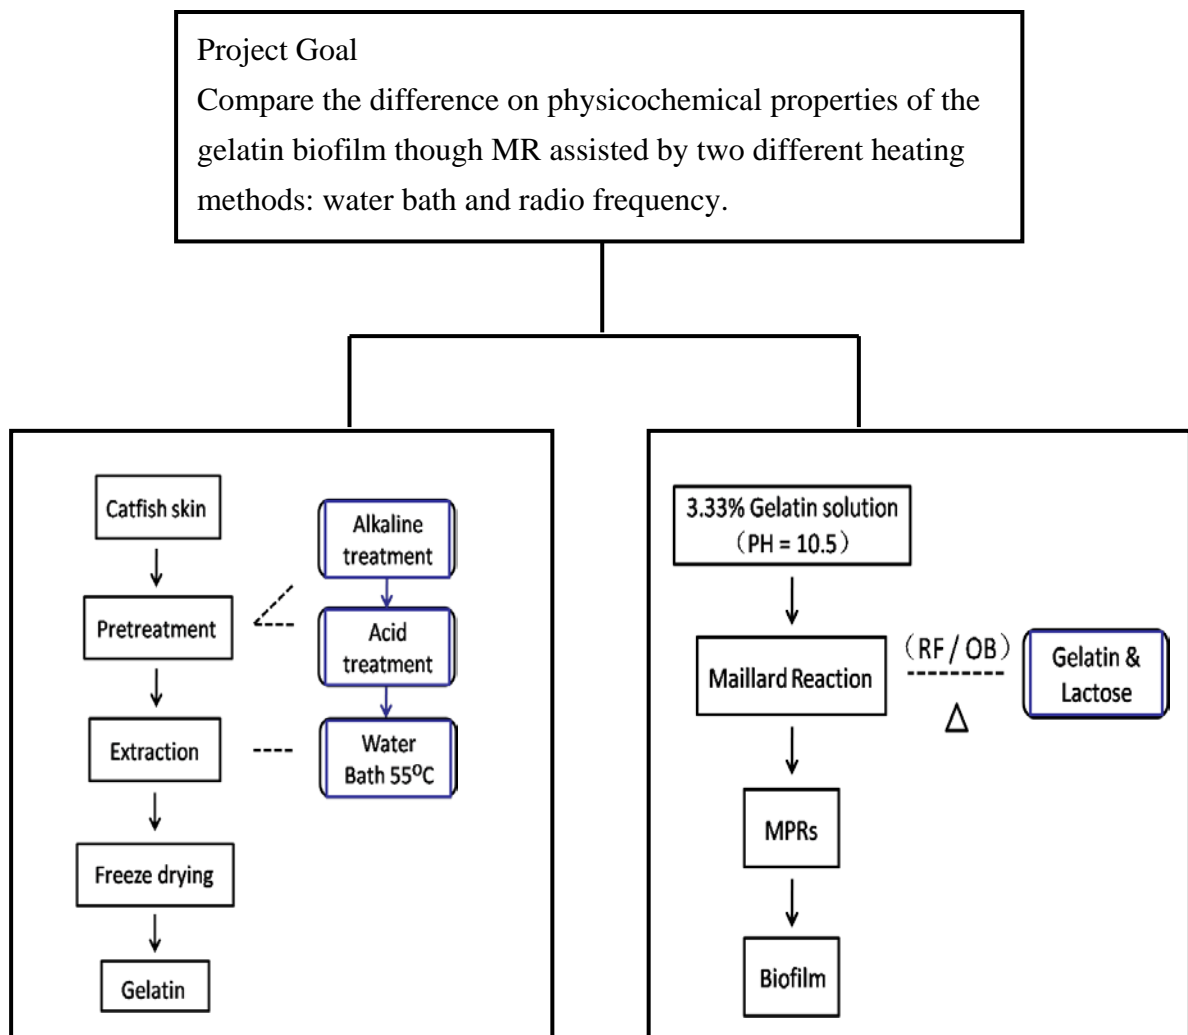 Project Goal
Compare the difference on physicochemical properties of the
gelatin biofilm though MR assisted by two different heating
methods: water bath and radio frequency.
Catfish skin
Pretreatment
Extraction
Freeze drying
Gelatin
Alkaline
treatment
Acid
treatment
Water
Bath 55⁰C
3.33% Gelatin solution
（PH = 10.5）
Maillard Reaction
(RF / OB)
Δ
Gelatin &
Lactose
MPRs
Biofilm